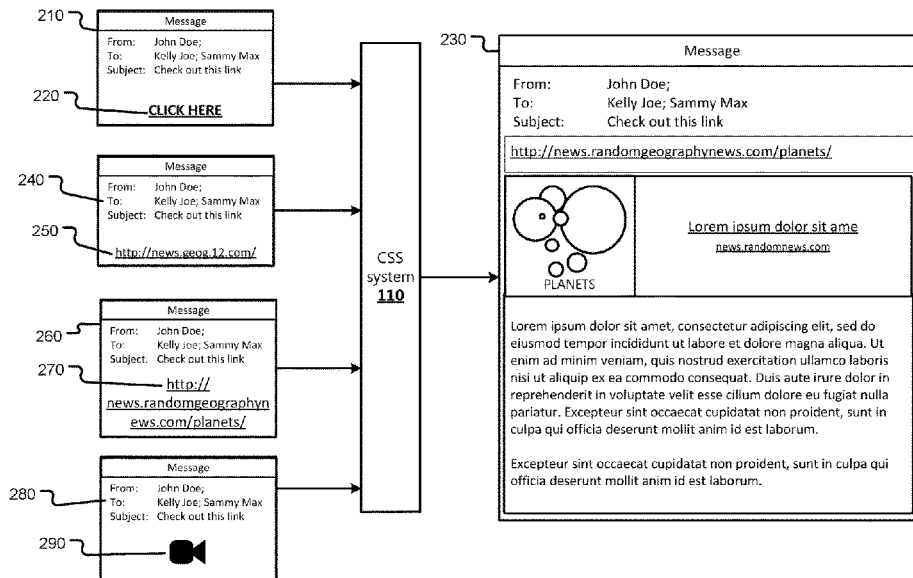 210
Message
From: John Doe;
To: Kelly Joe; Sammy Max
Subject: Check out this link
220
CLICK HERE
240
Message
From: John Doe;
To: Kelly Joe; Sammy Max
Subject: Check out this link
250
http://news.geog.12.com/
260
Message
From: John Doe;
To: Kelly Joe; Sammy Max
Subject: Check out this link
270
http://
news.randomgeographyn
ews.com/planets/
280
Message
From: John Doe;
To: Kelly Joe; Sammy Max
Subject: Check out this link
290
CSS
system
110
230
Message
From: John Doe;
To: Kelly Joe; Sammy Max
Subject: Check out this link
http://news.randomgeographynews.com/planets/
PLANETS
Lorem ipsum dolor sit ame
news.randomnews.com
Lorem ipsum dolor sit amet, consectetur adipiscing elit, sed do
eiusmod tempor incididunt ut labore et dolore magna aliqua. Ut
enim ad minim veniam, quis nostrud exercitation ullamco laboris
nisi ut aliquip ex ea commodo consequat. Duis aute irure dolor in
reprehenderit in voluptate velit esse cillum dolore eu fugiat nulla
pariatur. Excepteur sint occaecat cupidatat non proident, sunt in
culpa qui officia deserunt mollit anim id est laborum.
Excepteur sint occaecat cupidatat non proident, sunt in culpa qui
officia deserunt mollit anim id est laborum.